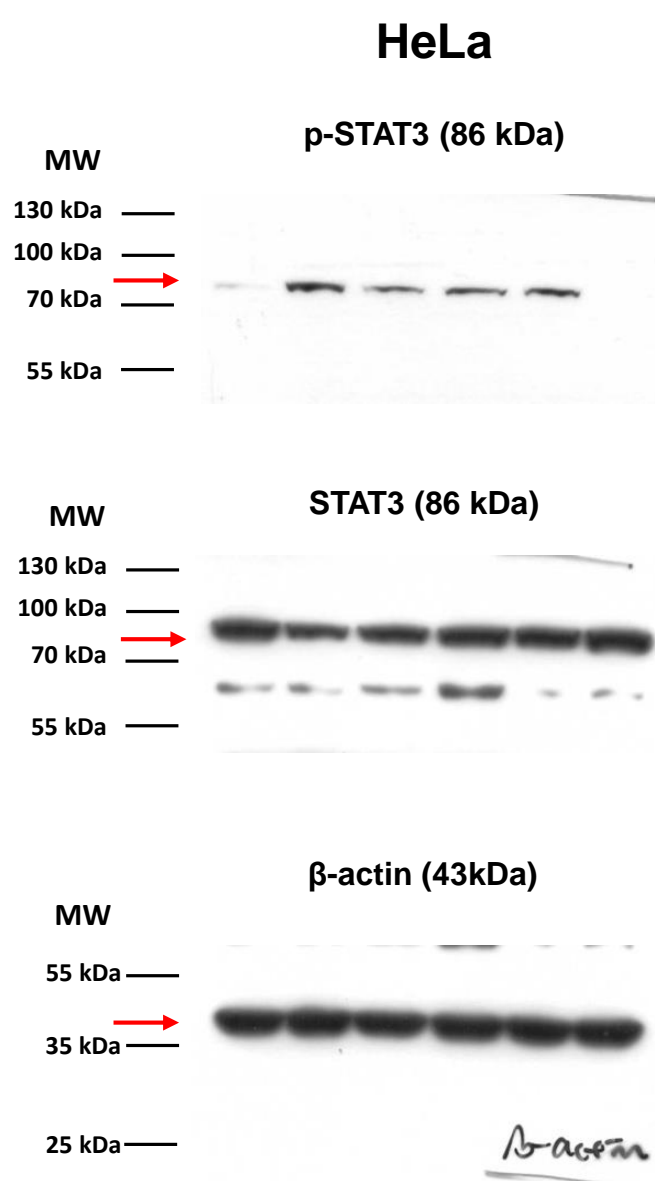 HeLa
p-STAT3 (86 kDa)
MW
130 kDa
100 kDa
70 kDa
55 kDa
STAT3 (86 kDa)
MW
130 kDa
100 kDa
70 kDa
55 kDa
β-actin (43kDa)
MW
55 kDa
35 kDa
25 kDa
β-actin